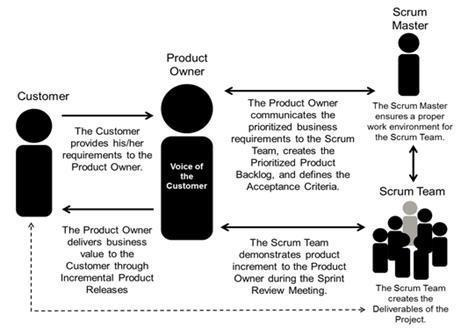 Scrum
Master
Product
Owner
Customer
The Customer
provides his/her
requirements to the
Product Owner.
Voice of
the
Customer
The Product Owner
communicates the
prioritized business
requirements to the Scrum
Team, creates the
Prioritized Product
Backlog, and defines the
Acceptance Criteria.
The Scrum Master
ensures a proper
work environment for
the Scrum Team.
Scrum Team
The Product Owner
delivers business
value to the
Customer through
Incremental Product
Releases
The Scrum Team
demonstrates product
increment to the Product
Owner during the Sprint
Review Meeting.
The Scrum Team
creates the
Deliverables of the
Project.